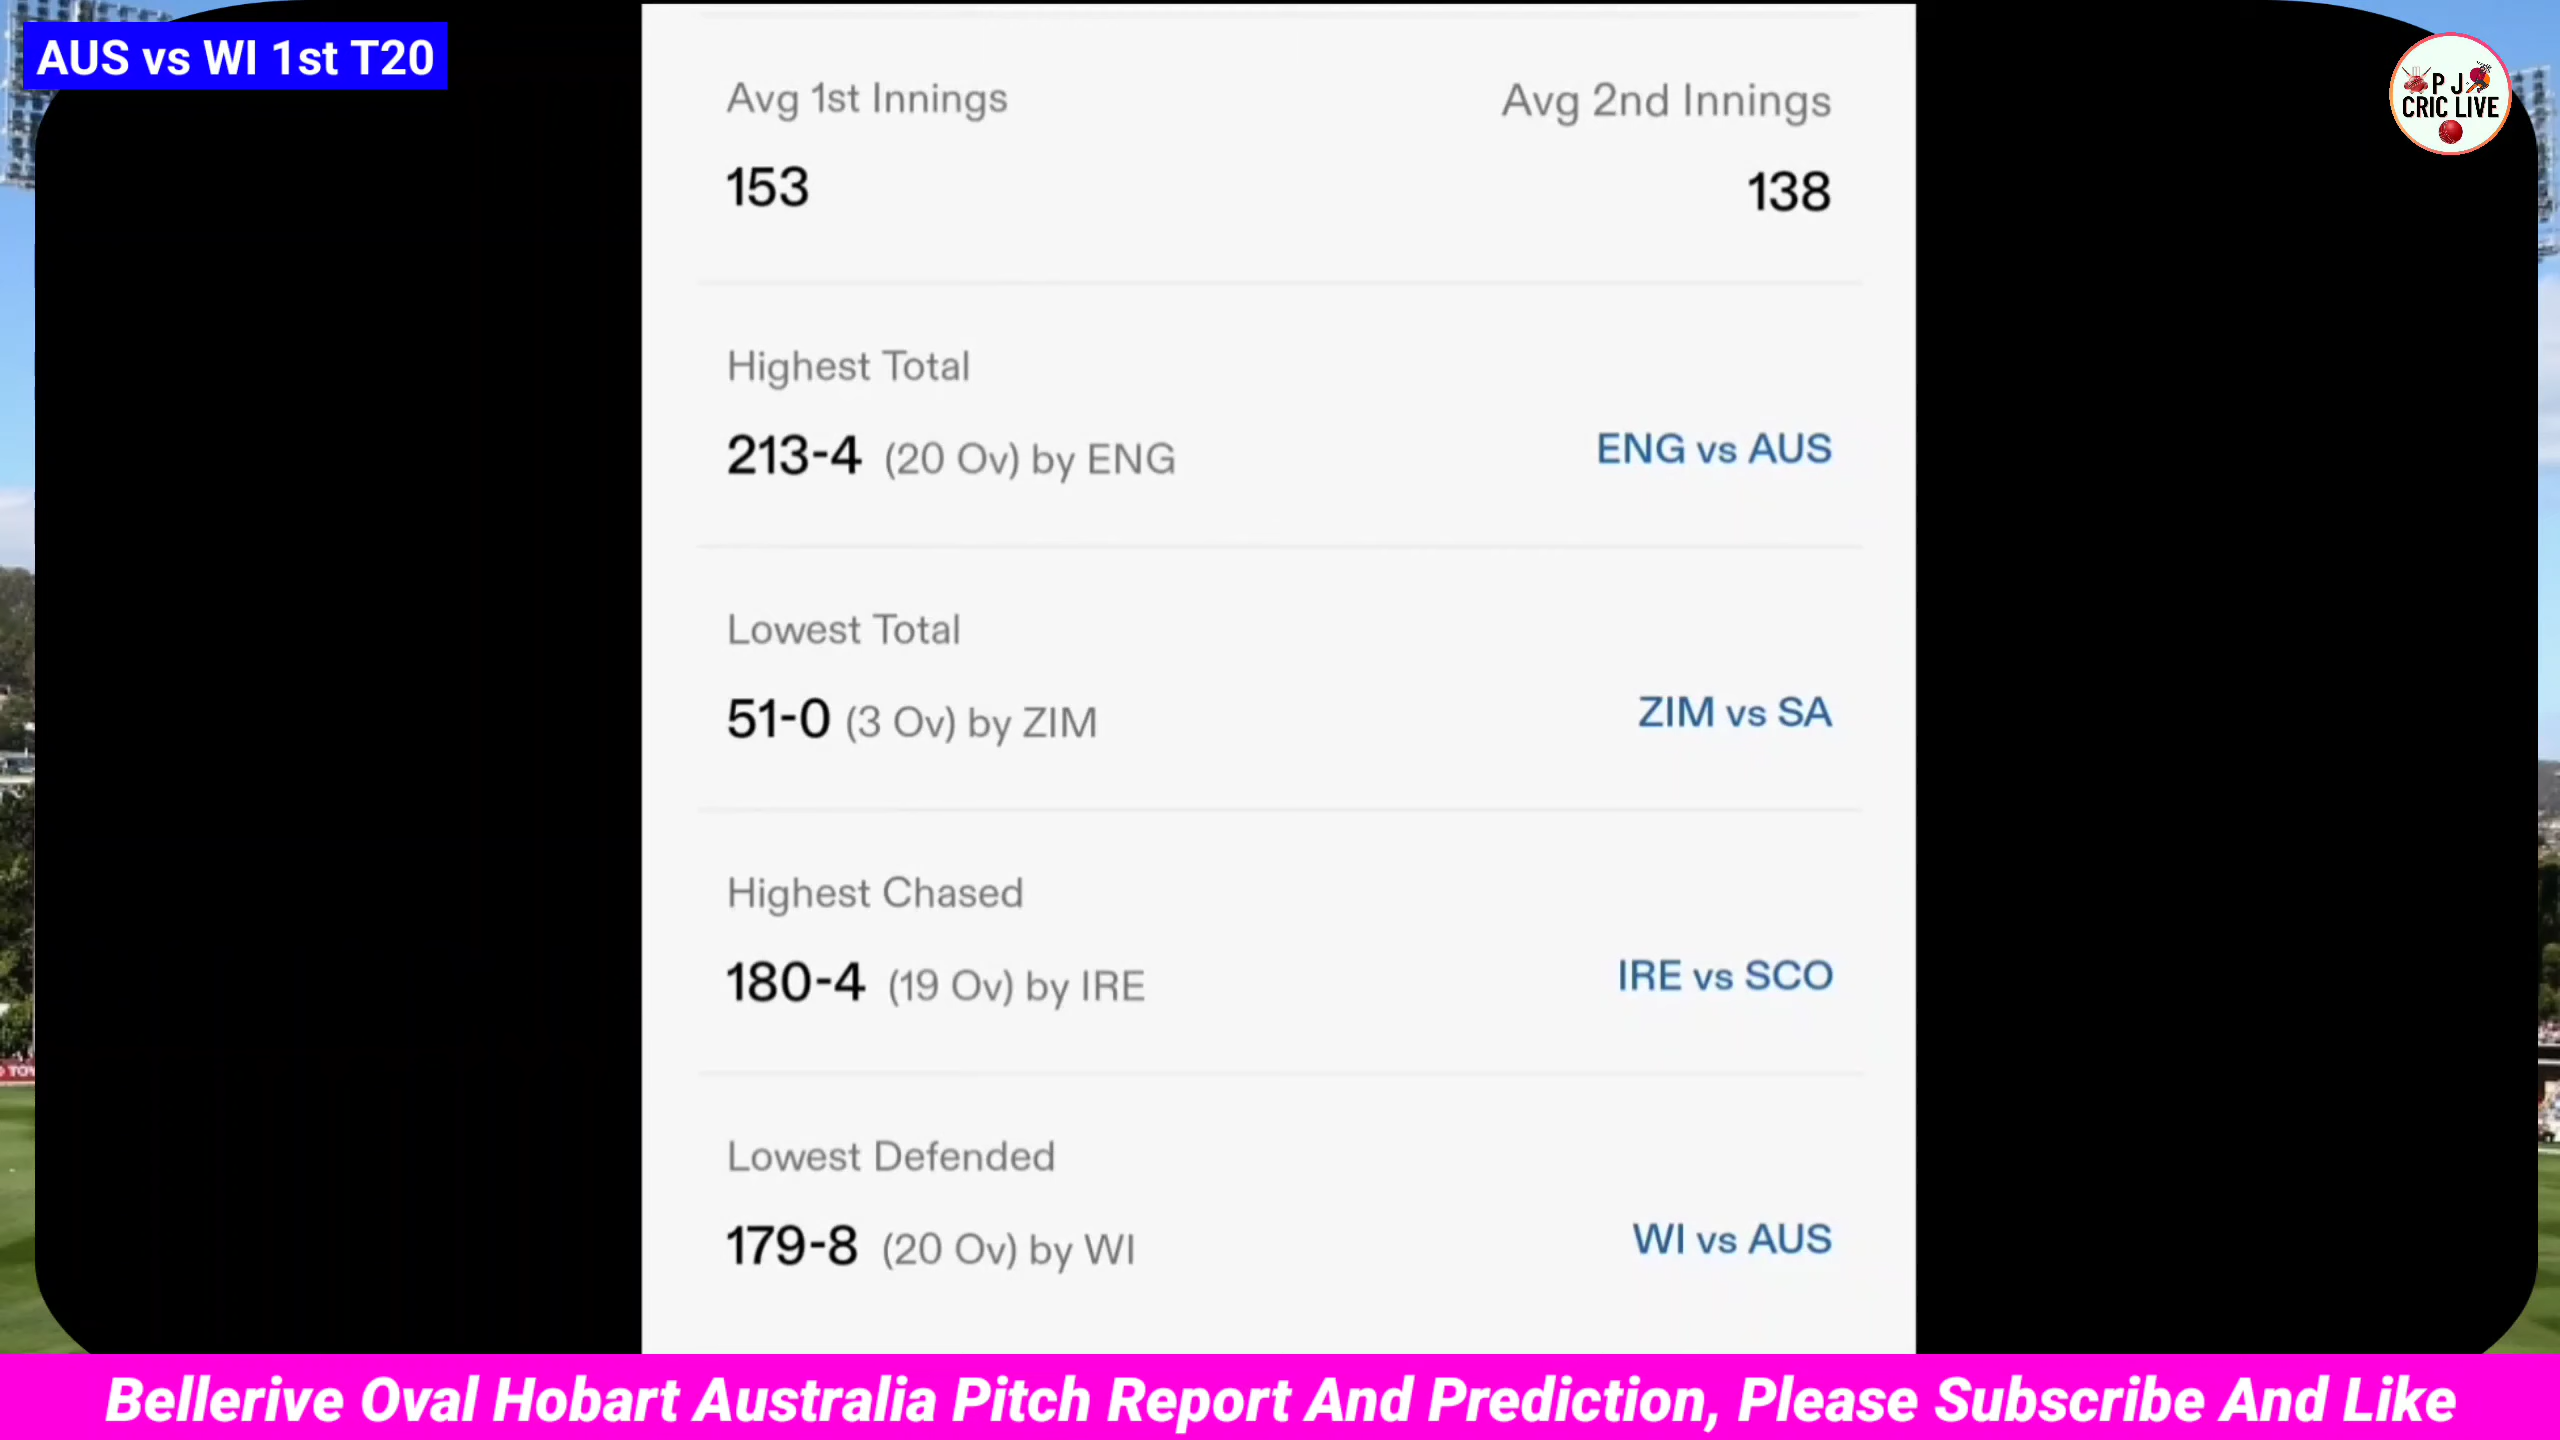 AUS vs WI 1st T20
P J
CRIC LIVE
Avg 1st Innings
Avg 2nd Innings
153
138
Highest Total
213-4 (20 Ov) by ENG
ENG vs AUS
Lowest Total
51-0 (3 Ov) by ZIM
ZIM vs SA
Highest Chased
180-4 (19 Ov) by IRE
IRE vs SCO
Lowest Defended
179-8 (20 Ov) by WI
WI vs AUS
Bellerive Oval Hobart Australia Pitch Report And Prediction, Please Subscribe And Like